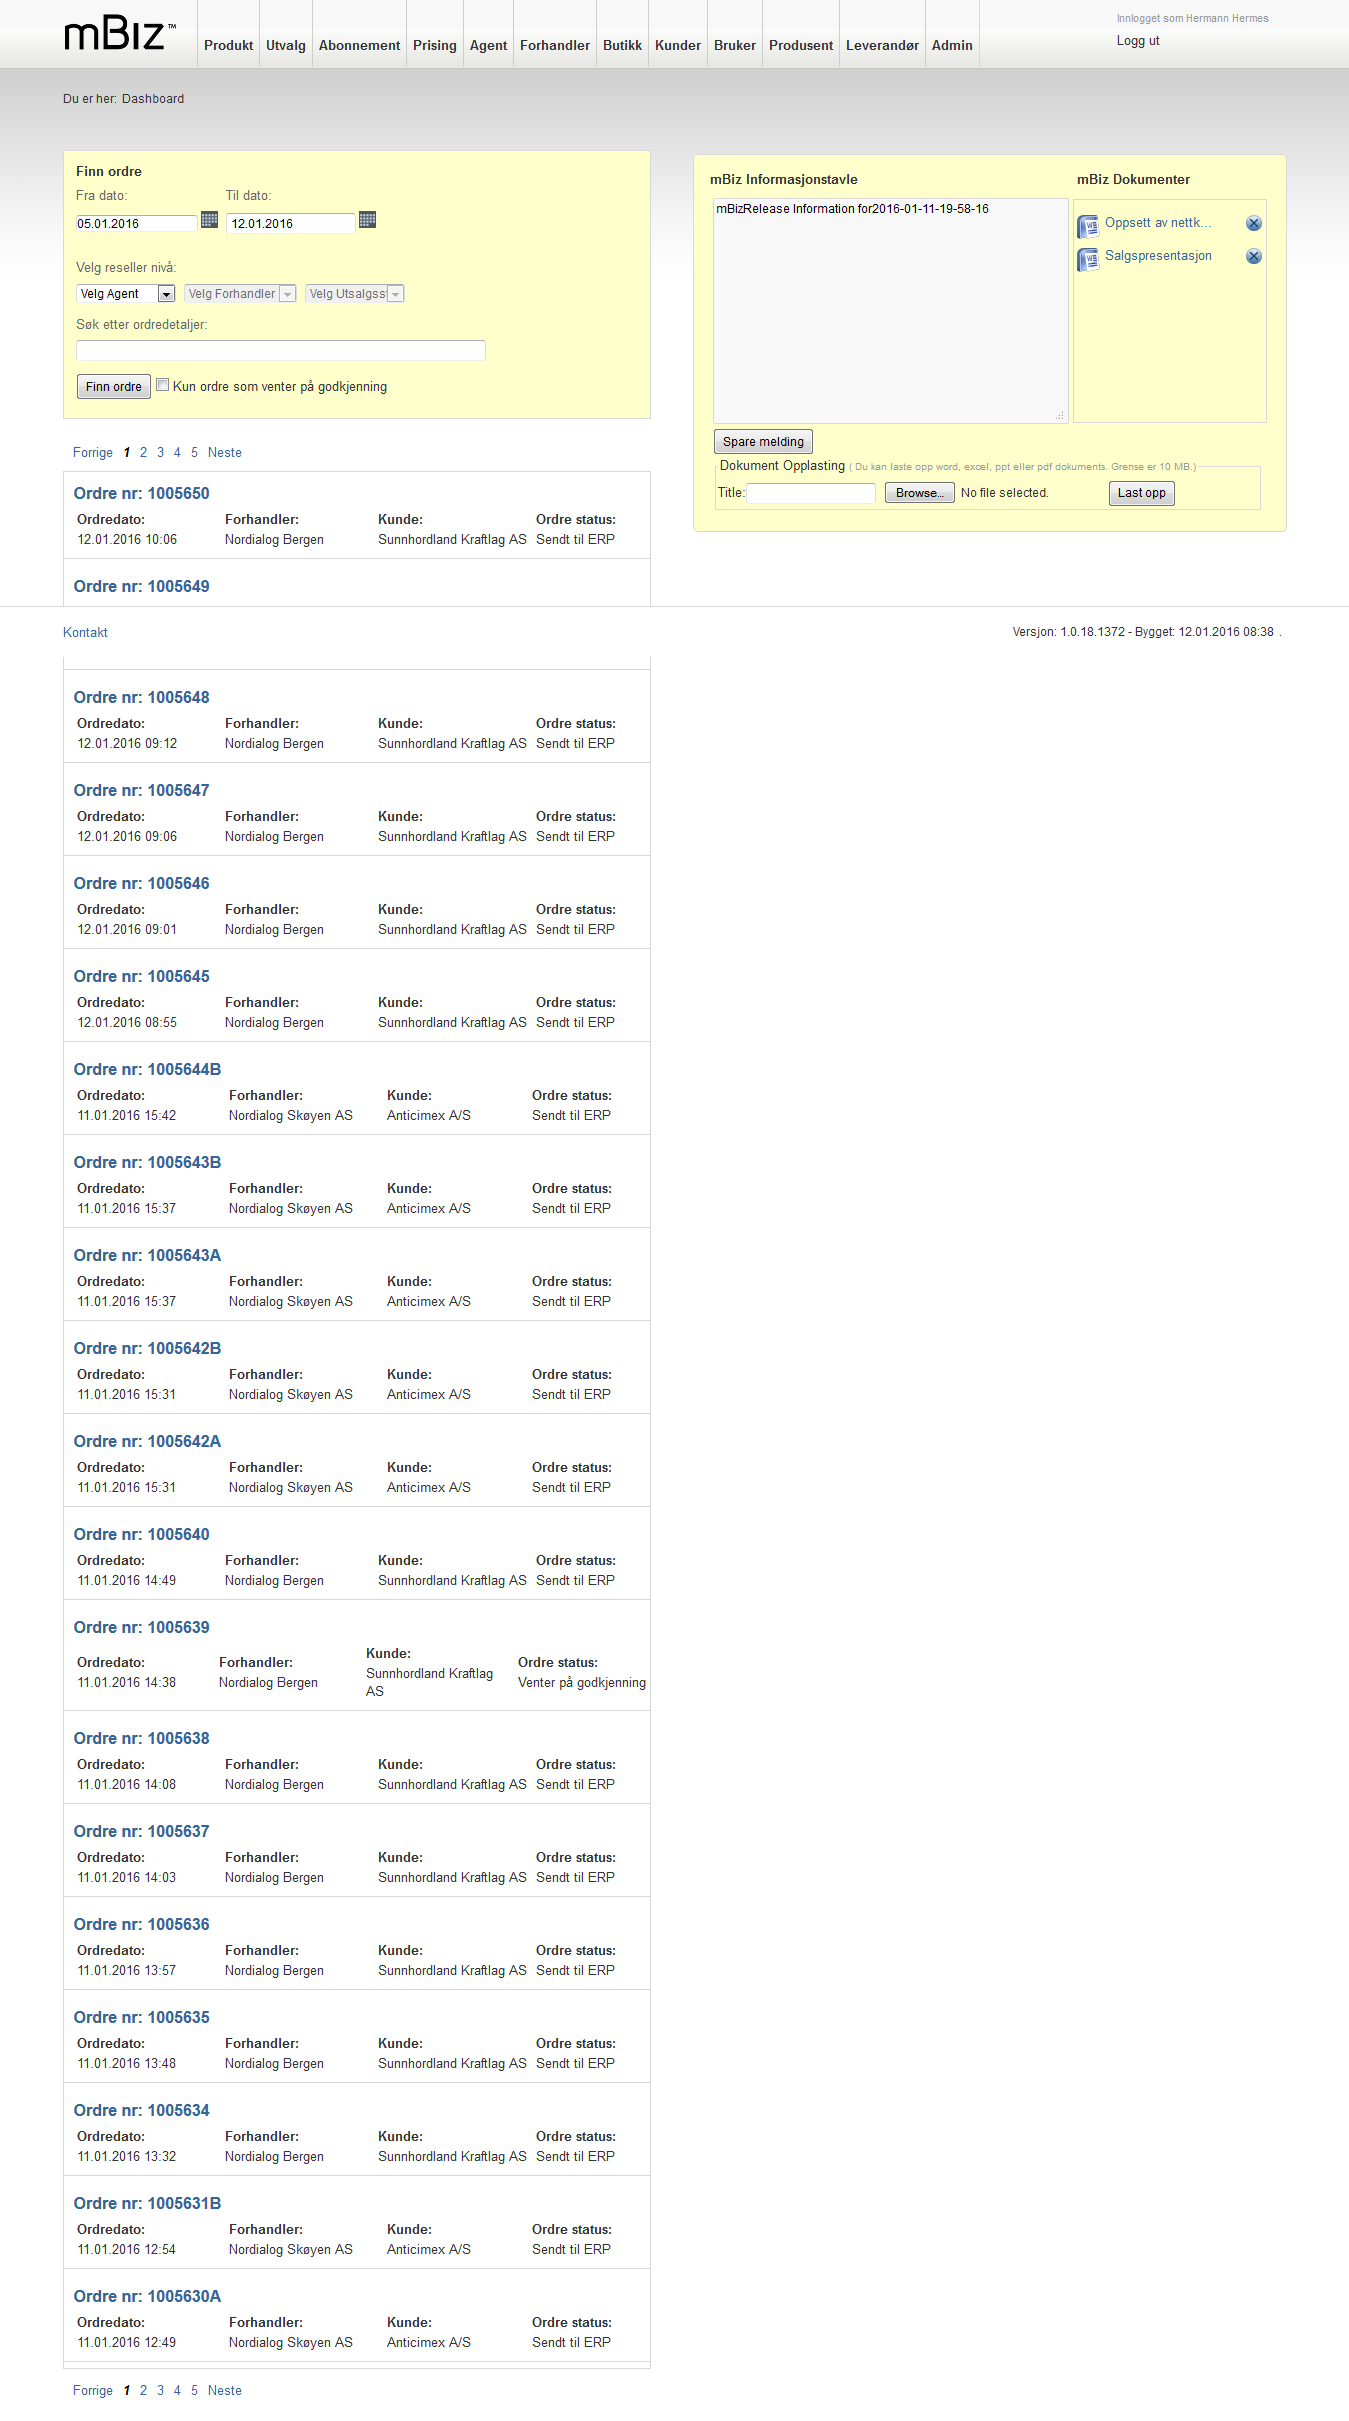 mBiz™
Produkt Utvalg Abonnement Prising Agent Forhandler Butikk Kunder Bruker Produsent Leverandør Admin
Innlogget som Hermann Hermes
Logg ut
Du er her: Dashboard
Finn ordre
Fra dato: Til dato:
05.01.2016 12.01.2016
Velg reseller nivå:
Velg Agent Velg Forhandler Velg Utsalgss
Søk etter ordredetaljer:
Finn ordre Kun ordre som venter på godkjenning
mBiz Informasjonstavle mBiz Dokumenter
mBizRelease Information for2016-01-11-19-58-16
Oppsett av nettk...
Salgspresentasjon
Spare melding
Dokument Opplasting ( Du kan laste opp word, excel, ppt eller pdf dokuments. Grense er 10 MB.)
Title: Browse... No file selected. Last opp
Forrige 1 2 3 4 5 Neste
Ordre nr: 1005650
Ordredato: Forhandler: Kunde: Ordre status:
12.01.2016 10:06 Nordialog Bergen Sunnhordland Kraftlag AS Sendt til ERP
Ordre nr: 1005649
Kontakt Versjon: 1.0.18.1372 - Bygget: 12.01.2016 08:38 .
Ordre nr: 1005648
Ordredato: Forhandler: Kunde: Ordre status:
12.01.2016 09:12 Nordialog Bergen Sunnhordland Kraftlag AS Sendt til ERP
Ordre nr: 1005647
Ordredato: Forhandler: Kunde: Ordre status:
12.01.2016 09:06 Nordialog Bergen Sunnhordland Kraftlag AS Sendt til ERP
Ordre nr: 1005646
Ordredato: Forhandler: Kunde: Ordre status:
12.01.2016 09:01 Nordialog Bergen Sunnhordland Kraftlag AS Sendt til ERP
Ordre nr: 1005645
Ordredato: Forhandler: Kunde: Ordre status:
12.01.2016 08:55 Nordialog Bergen Sunnhordland Kraftlag AS Sendt til ERP
Ordre nr: 1005644B
Ordredato: Forhandler: Kunde: Ordre status:
11.01.2016 15:42 Nordialog Skøyen AS Anticimex A/S Sendt til ERP
Ordre nr: 1005643B
Ordredato: Forhandler: Kunde: Ordre status:
11.01.2016 15:37 Nordialog Skøyen AS Anticimex A/S Sendt til ERP
Ordre nr: 1005643A
Ordredato: Forhandler: Kunde: Ordre status:
11.01.2016 15:37 Nordialog Skøyen AS Anticimex A/S Sendt til ERP
Ordre nr: 1005642B
Ordredato: Forhandler: Kunde: Ordre status:
11.01.2016 15:31 Nordialog Skøyen AS Anticimex A/S Sendt til ERP
Ordre nr: 1005642A
Ordredato: Forhandler: Kunde: Ordre status:
11.01.2016 15:31 Nordialog Skøyen AS Anticimex A/S Sendt til ERP
Ordre nr: 1005640
Ordredato: Forhandler: Kunde: Ordre status:
11.01.2016 14:49 Nordialog Bergen Sunnhordland Kraftlag AS Sendt til ERP
Ordre nr: 1005639
Ordredato: Forhandler: Kunde: Ordre status:
11.01.2016 14:38 Nordialog Bergen Sunnhordland Kraftlag Venter på godkjenning
AS
Ordre nr: 1005638
Ordredato: Forhandler: Kunde: Ordre status:
11.01.2016 14:08 Nordialog Bergen Sunnhordland Kraftlag AS Sendt til ERP
Ordre nr: 1005637
Ordredato: Forhandler: Kunde: Ordre status:
11.01.2016 14:03 Nordialog Bergen Sunnhordland Kraftlag AS Sendt til ERP
Ordre nr: 1005636
Ordredato: Forhandler: Kunde: Ordre status:
11.01.2016 13:57 Nordialog Bergen Sunnhordland Kraftlag AS Sendt til ERP
Ordre nr: 1005635
Ordredato: Forhandler: Kunde: Ordre status:
11.01.2016 13:48 Nordialog Bergen Sunnhordland Kraftlag AS Sendt til ERP
Ordre nr: 1005634
Ordredato: Forhandler: Kunde: Ordre status:
11.01.2016 13:32 Nordialog Bergen Sunnhordland Kraftlag AS Sendt til ERP
Ordre nr: 1005631B
Ordredato: Forhandler: Kunde: Ordre status:
11.01.2016 12:54 Nordialog Skøyen AS Anticimex A/S Sendt til ERP
Ordre nr: 1005630A
Ordredato: Forhandler: Kunde: Ordre status:
11.01.2016 12:49 Nordialog Skøyen AS Anticimex A/S Sendt til ERP
Forrige 1 2 3 4 5 Neste